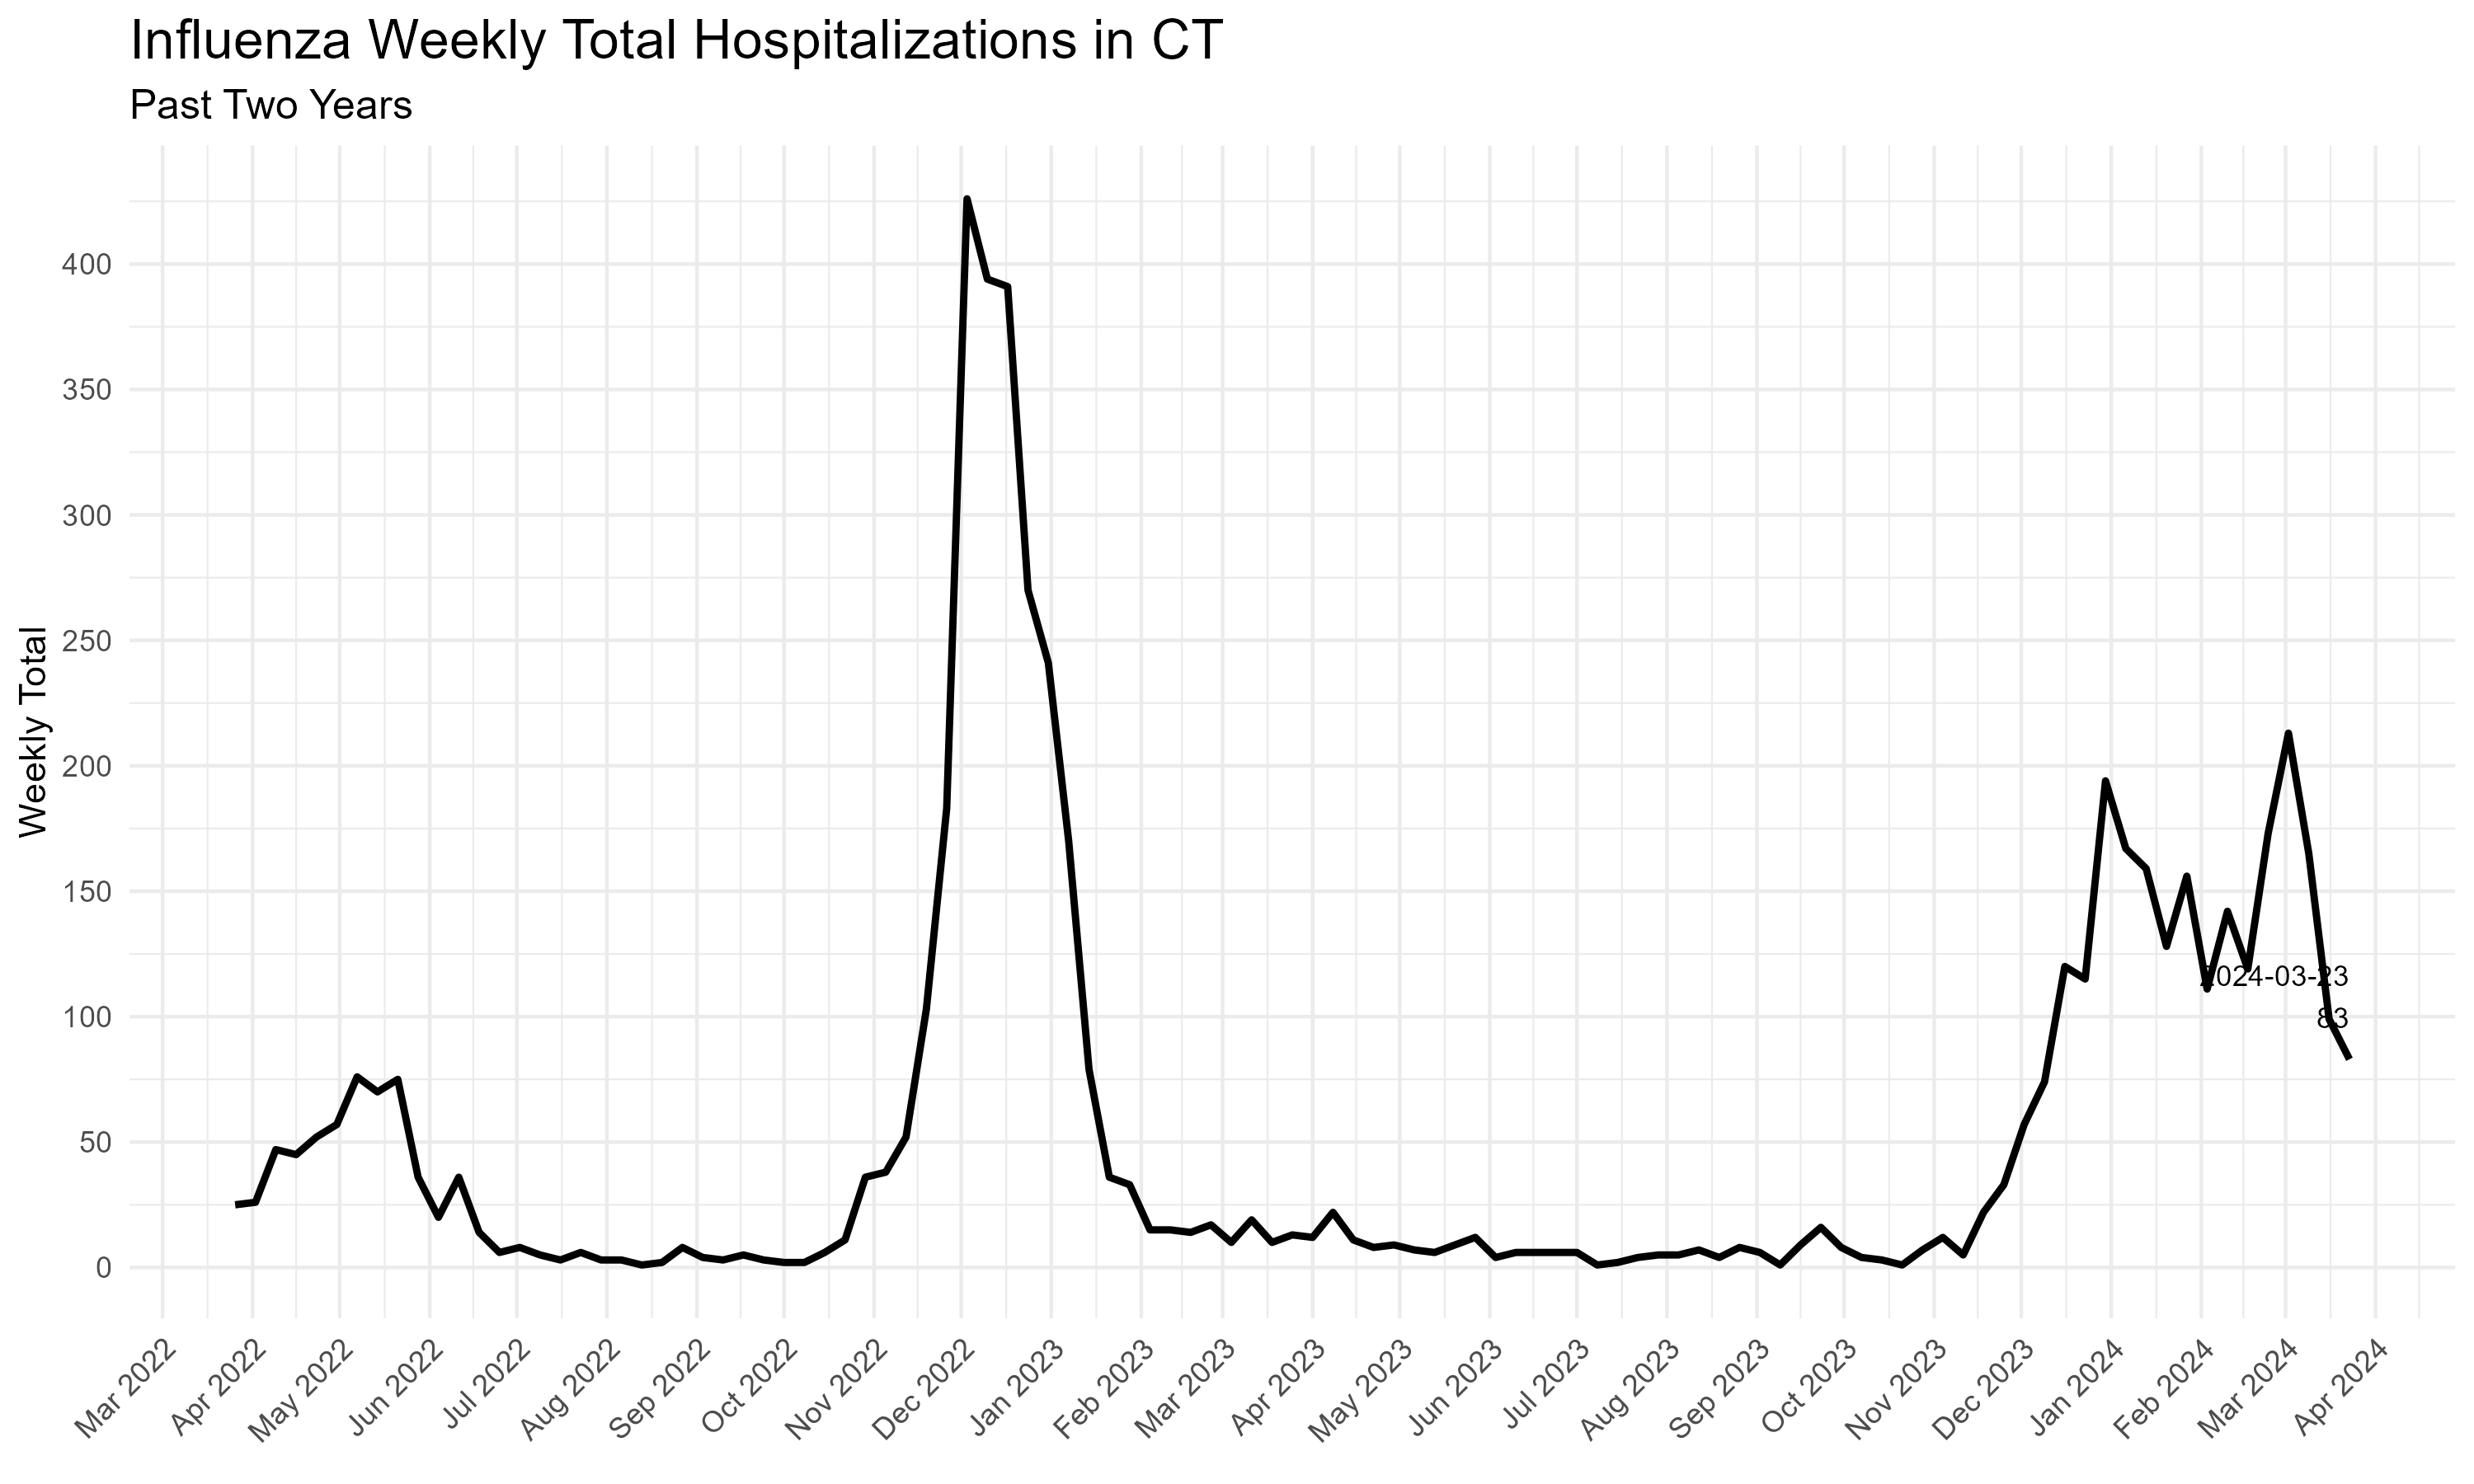 Influenza Weekly Total Hospitalizations in CT
Past Two Years
Weekly Total
400
350
300
250
200
150
100
50
0
2024-03-23
83
Mar 2022
Apr 2022
May 2022
Jun 2022
Jul 2022
Aug 2022
Sep 2022
Oct 2022
Nov 2022
Dec 2022
Jan 2023
Feb 2023
Mar 2023
Apr 2023
May 2023
Jun 2023
Jul 2023
Aug 2023
Sep 2023
Oct 2023
Nov 2023
Dec 2023
Jan 2024
Feb 2024
Mar 2024
Apr 2024